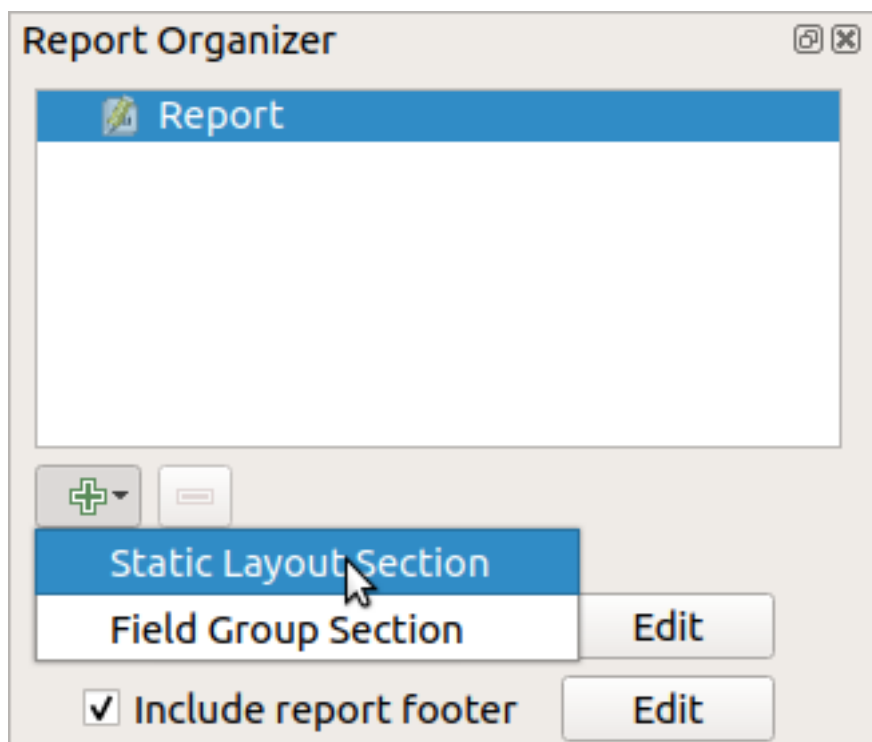 Report Organizer
Report
Static Layout Section
Field Group Section
Edit
Include report footer
Edit